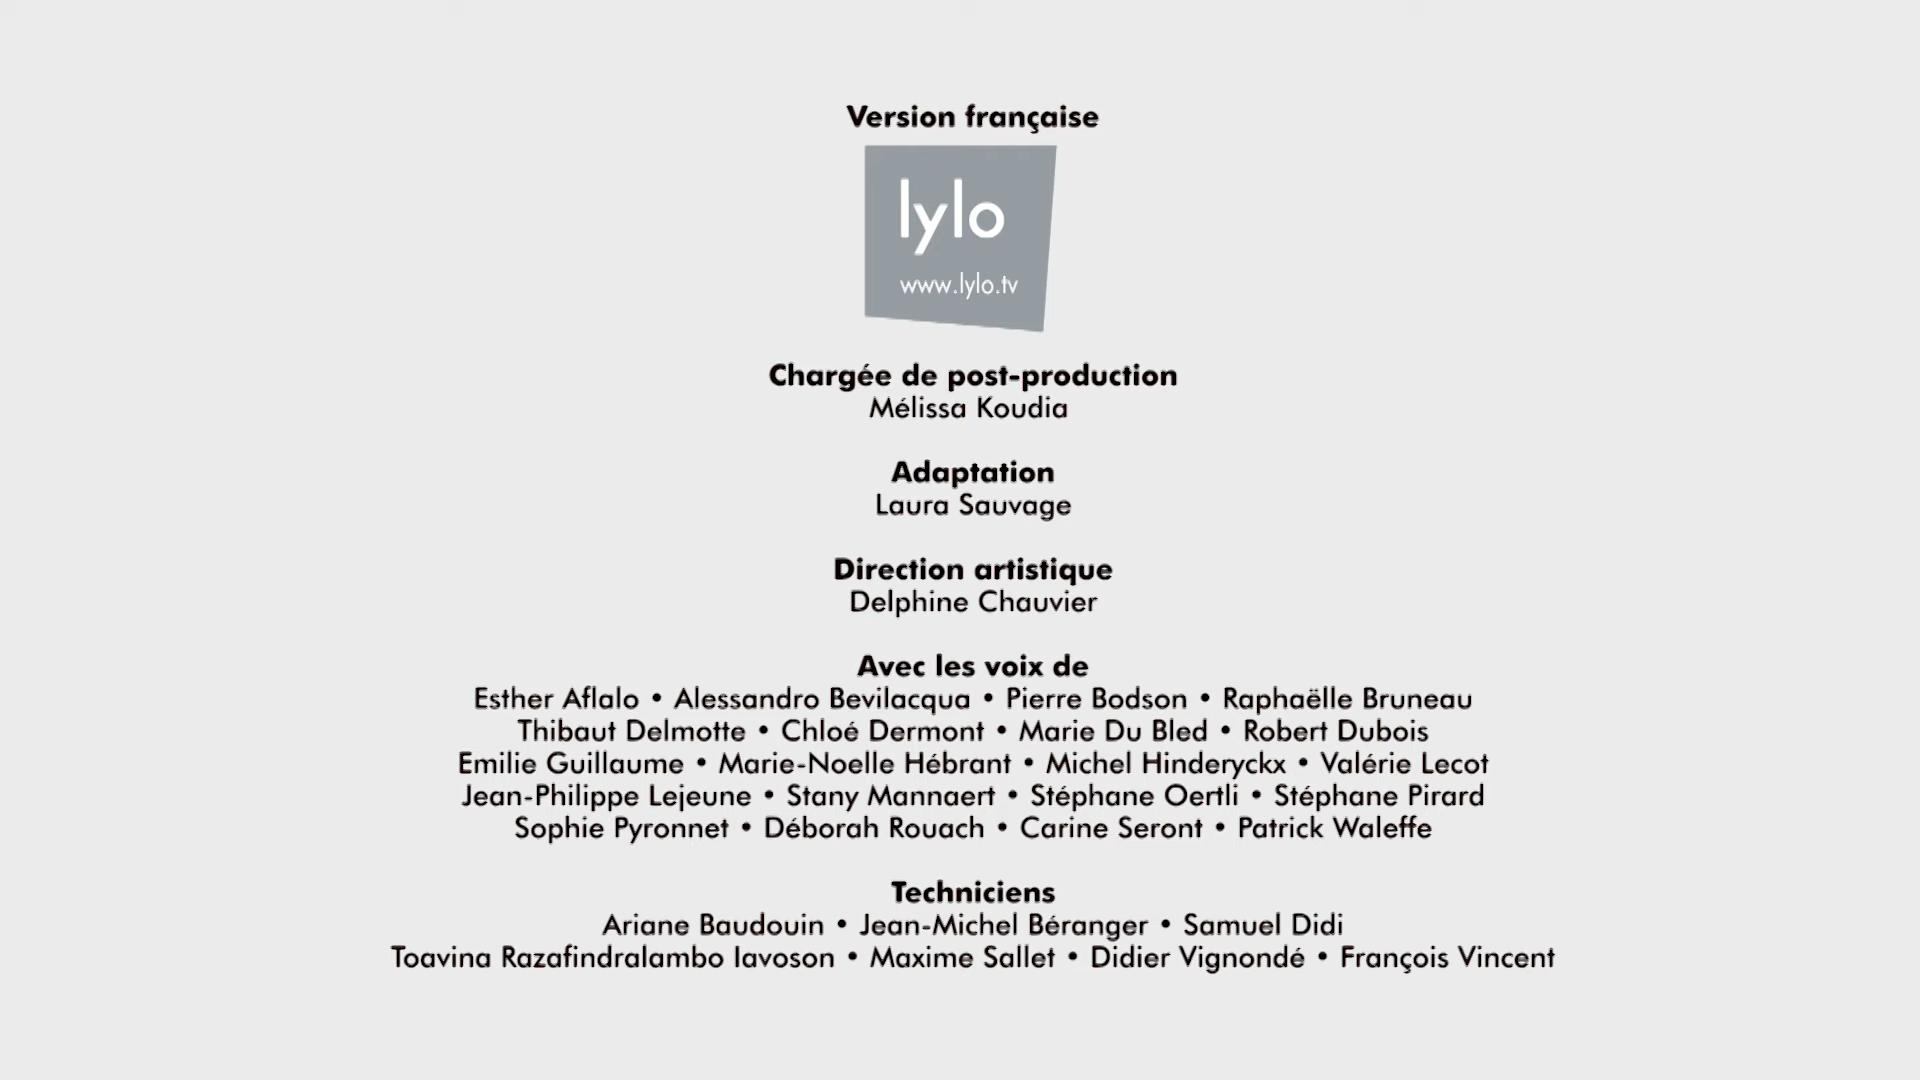 Version française
lylo
www.lylo.tv
Chargée de post-production
Mélissa Koudia
Adaptation
Laura Sauvage
Direction artistique
Delphine Chauvier
Avec les voix de
Esther Aflalo • Alessandro Bevilacqua • Pierre Bodson • Raphaëlle Bruneau
Thibaut Delmotte • Chloé Dermont • Marie Du Bled • Robert Dubois
Emilie Guillaume • Marie-Noelle Hébrant • Michel Hinderyckx • Valérie Lecot
Jean-Philippe Lejeune • Stany Mannaert • Stéphane Oertli • Stéphane Pirard
Sophie Pyronnet • Déborah Rouach • Carine Seront • Patrick Waleffe
Techniciens
Ariane Baudouin • Jean-Michel Béranger • Samuel Didi
Toavina Razafindralambo Iavoson • Maxime Sallet • Didier Vignondé • François Vincent